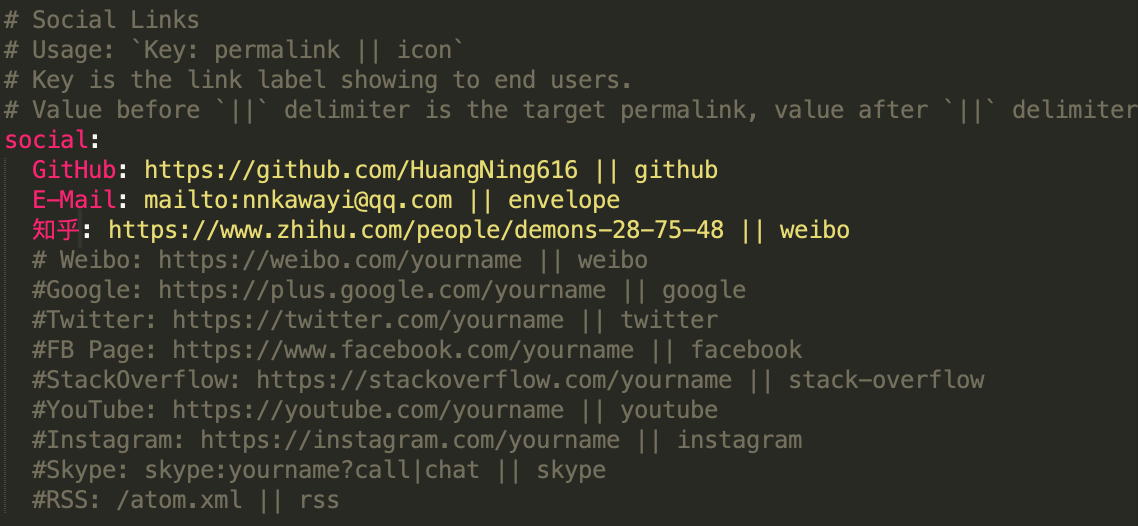 # Social Links
# Usage: `Key: permalink || icon`
# Key is the link label showing to end users.
# Value before `||` delimiter is the target permalink, value after `||` delimiter
social:
  GitHub: https://github.com/HuangNing616 || github
  E-Mail: mailto:nnkawayi@qq.com || envelope
  知乎: https://www.zhihu.com/people/demons-28-75-48 || weibo
  # Weibo: https://weibo.com/yourname || weibo
  #Google: https://plus.google.com/yourname || google
  #Twitter: https://twitter.com/yourname || twitter
  #FB Page: https://www.facebook.com/yourname || facebook
  #StackOverflow: https://stackoverflow.com/yourname || stack-overflow
  #YouTube: https://youtube.com/yourname || youtube
  #Instagram: https://instagram.com/yourname || instagram
  #Skype: skype:yourname?call|chat || skype
  #RSS: /atom.xml || rss